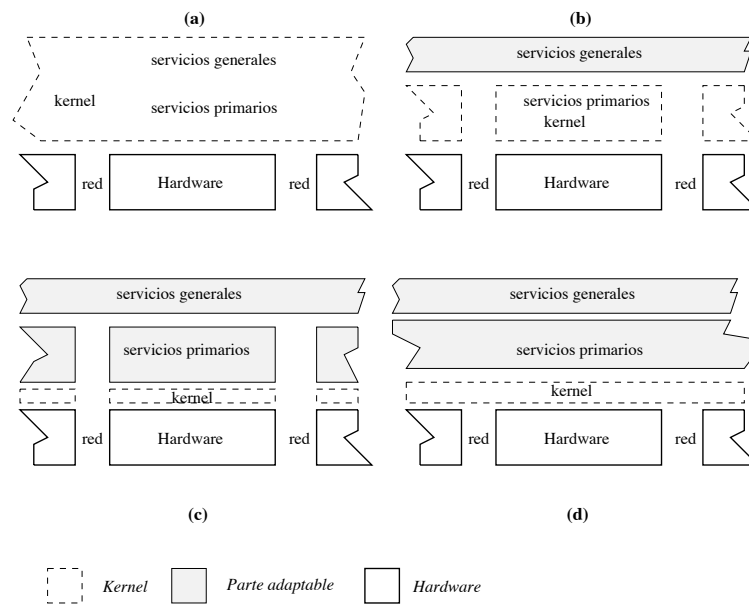 (a)
servicios generales
kernel
servicios primarios
red
Hardware
red
(b)
servicios generales
servicios primarios
kernel
red
Hardware
red
servicios generales
servicios primarios
kernel
red
Hardware
red
(c)
servicios generales
servicios primarios
kernel
red
Hardware
red
(d)
Kernel
Parte adaptable
Hardware